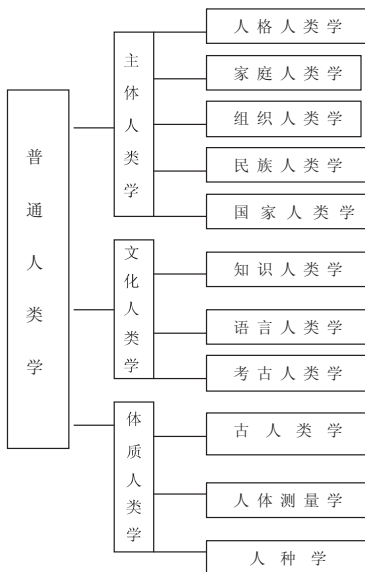 普通人类学
主体人类学
人格人类学
家庭人类学
组织人类学
民族人类学
国家人类学
文化人类学
知识人类学
语言人类学
考古人类学
体质人类学
古人类学
人体测量学
人种学